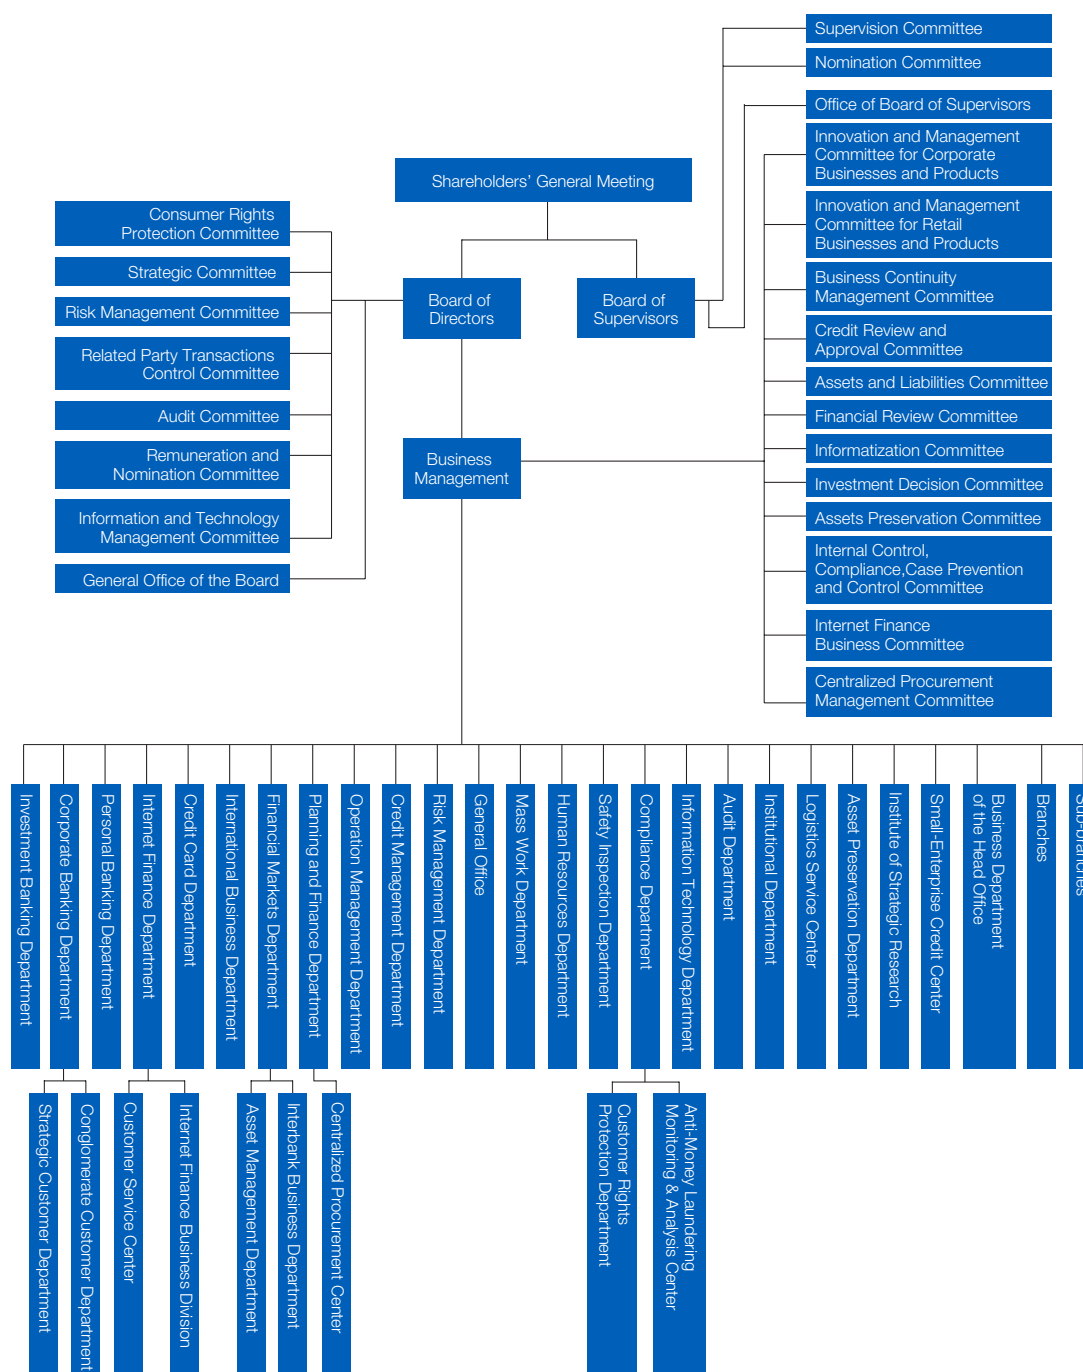 Supervision Committee
Nomination Committee
Office of Board of Supervisors
Innovation and Management
Committee for Corporate
Businesses and Products
Shareholders' General Meeting
Innovation and Management
Committee for Retail
Businesses and Products
Consumer Rights
Protection Committee
Strategic Committee
Risk Management Committee
Related Party Transactions
Control Committee
Audit Committee
Remuneration and
Nomination Committee
Information and Technology
Management Committee
General Office of the Board
Board of
Directors
Board of
Supervisors
Business
Management
Business Continuity
Management Committee
Credit Review and
Approval Committee
Assets and Liabilities Committee
Financial Review Committee
Informatization Committee
Investment Decision Committee
Assets Preservation Committee
Internal Control,
Compliance,Case Prevention
and Control Committee
Internet Finance
Business Committee
Centralized Procurement
Management Committee
Investment Banking Department
Corporate Banking Department
Personal Banking Department
Internet Finance Department
Credit Card Department
International Business Department
Financial Markets Department
Planning and Finance Department
Operation Management Department
Credit Management Department
Risk Management Department
General Office
Mass Work Department
Human Resources Department
Safety Inspection Department
Compliance Department
Information Technology Department
Audit Department
Institutional Department
Logistics Service Center
Asset Preservation Department
Institute of Strategic Research
Small-Enterprise Credit Center
Business Department
of the Head Office
Branches
Sub-branches
Strategic Customer Department
Conglomerate Customer Department
Customer Service Center
Internet Finance Business Division
Asset Management Department
Interbank Business Department
Centralized Procurement Center
Customer Rights
Protection Department
Anti-Money Laundering
Monitoring & Analysis Center